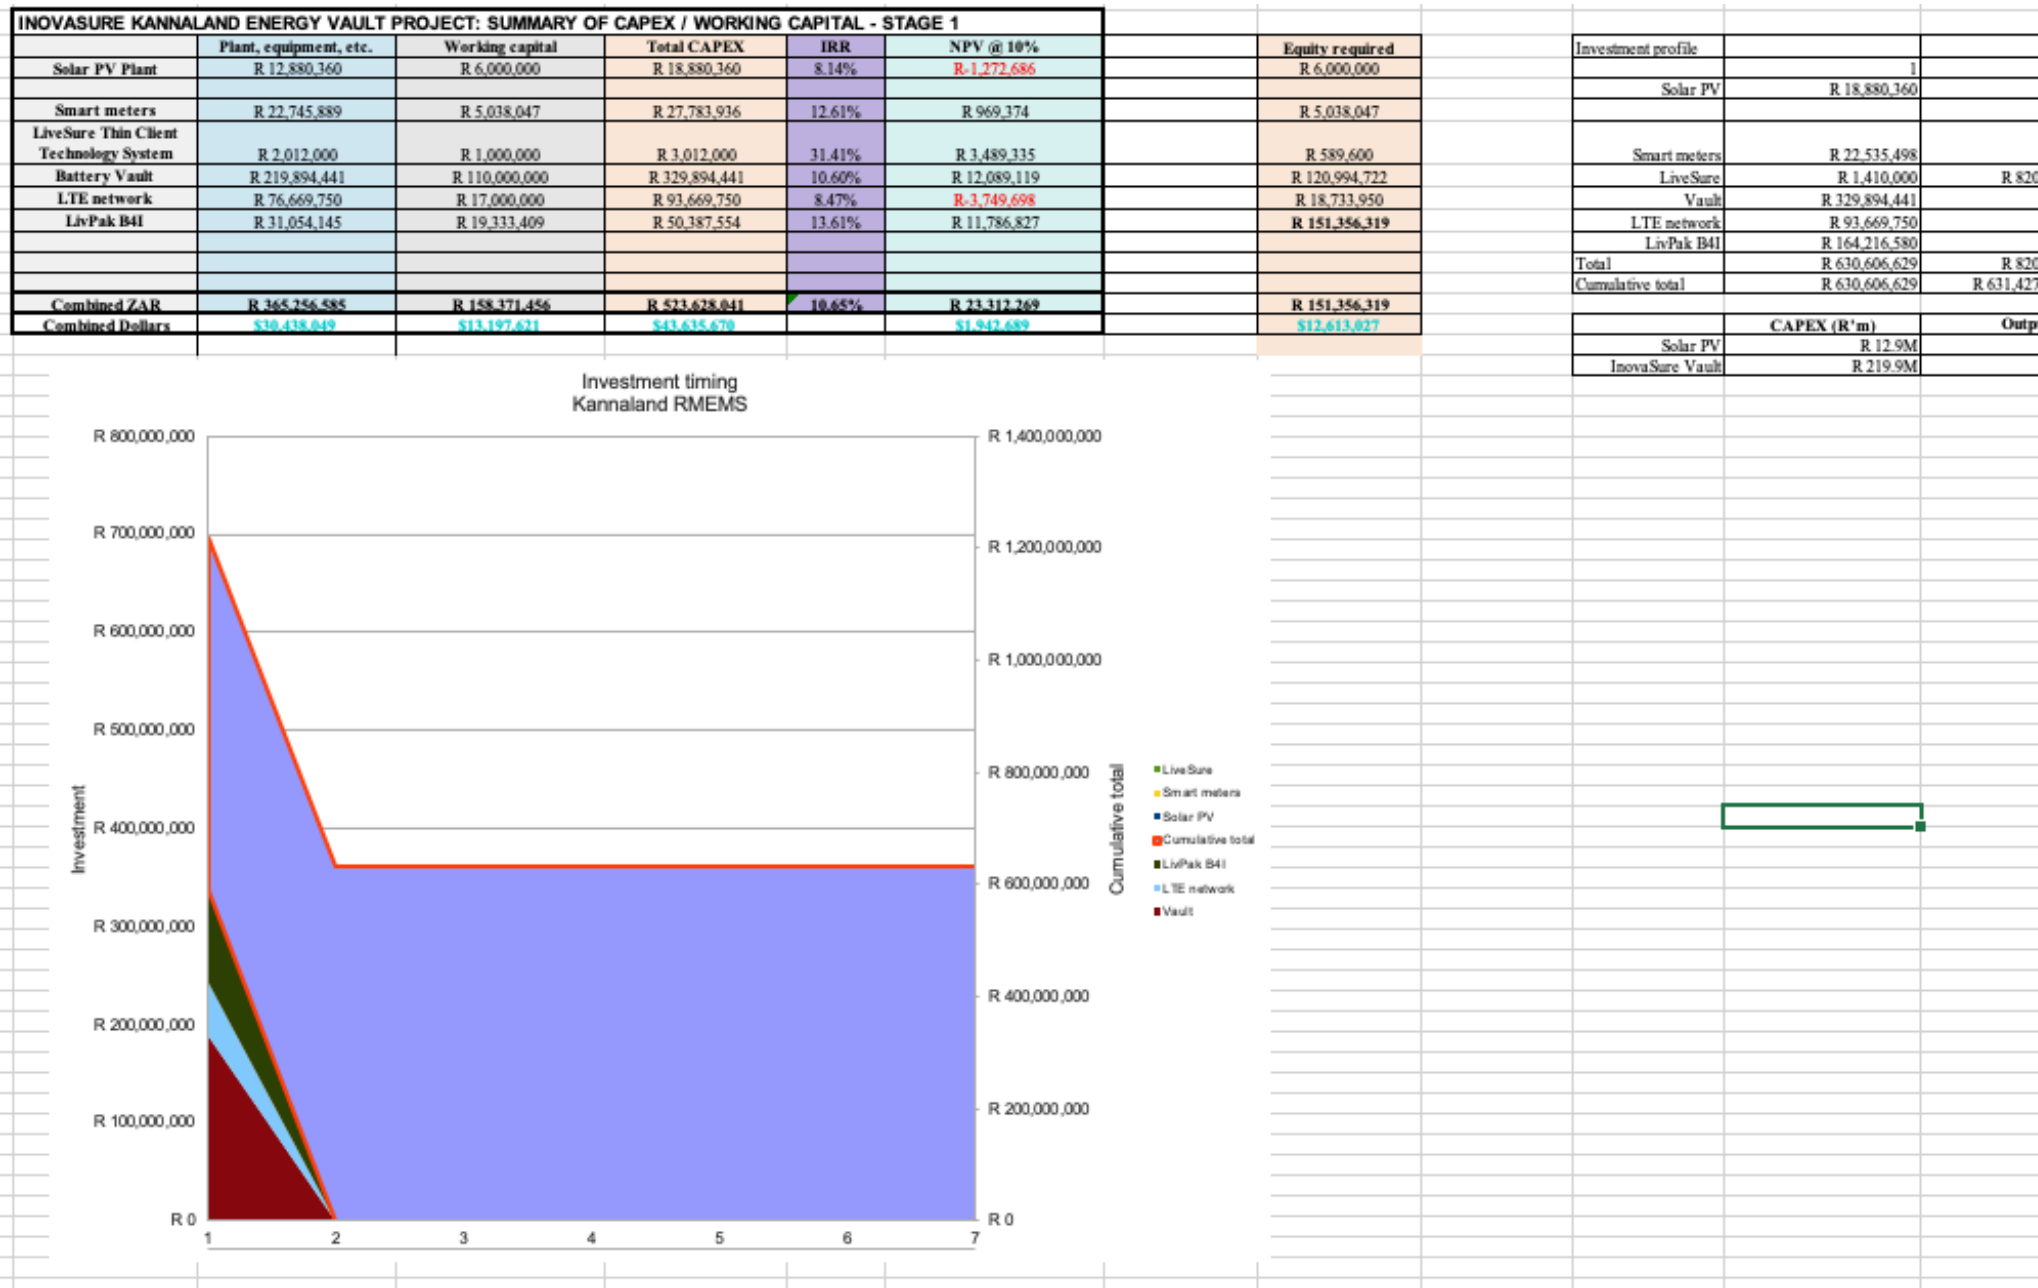 INOVASURE KANNALAND ENERGY VAULT PROJECT: SUMMARY OF CAPEX / WORKING CAPITAL - STAGE 1
Plant, equipment, etc. Working capital Total CAPEX IRR NPV @ 10% Equity required
Solar PV Plant R 12,880,360 R 6,000,000 R 18,880,360 8.14% R-1,272,686 R 6,000,000
Smart meters R 22,745,889 R 5,038,047 R 27,783,936 12.61% R 969,374 R 5,038,047
LiveSure Thin Client
Technology System R 2,012,000 R 1,000,000 R 3,012,000 31.41% R 3,489,335 R 589,600
Battery Vault R 219,894,441 R 110,000,000 R 329,894,441 10.60% R 12,089,119 R 120,994,722
LTE network R 76,669,750 R 17,000,000 R 93,669,750 8.47% R-3,749,698 R 18,733,950
LivPak B4I R 31,054,145 R 19,333,409 R 50,387,554 13.61% R 11,786,827 R 151,356,319
Combined ZAR R 365,256,585 R 158,371,456 R 523,628,041 10.65% R 23,312,269 R 151,356,319
Combined Dollars $30,438,049 $13,197,621 $43,635,670 $1,942,689 $12,613,027
Investment profile
1
Solar PV R 18,880,360
Smart meters R 22,535,498
LiveSure R 1,410,000 R 820
Vault R 329,894,441
LTE network R 93,669,750
LivPak B4I R 164,216,580
Total R 630,606,629 R 820
Cumulative total R 630,606,629 R 631,427
CAPEX (R'm) Outp
Solar PV R 12.9M
InovaSure Vault R 219.9M
Investment timing
Kannaland RMEMS
R 800,000,000
R 700,000,000
R 600,000,000
R 500,000,000
R 400,000,000
R 300,000,000
R 200,000,000
R 100,000,000
R 0
Investment
1 2 3 4 5 6 7
R 1,400,000,000
R 1,200,000,000
R 1,000,000,000
R 800,000,000
R 600,000,000
R 400,000,000
R 200,000,000
R 0
Cumulative total
LiveSure
Smart meters
Solar PV
Cumulative total
LivPak B4I
LTE network
Vault